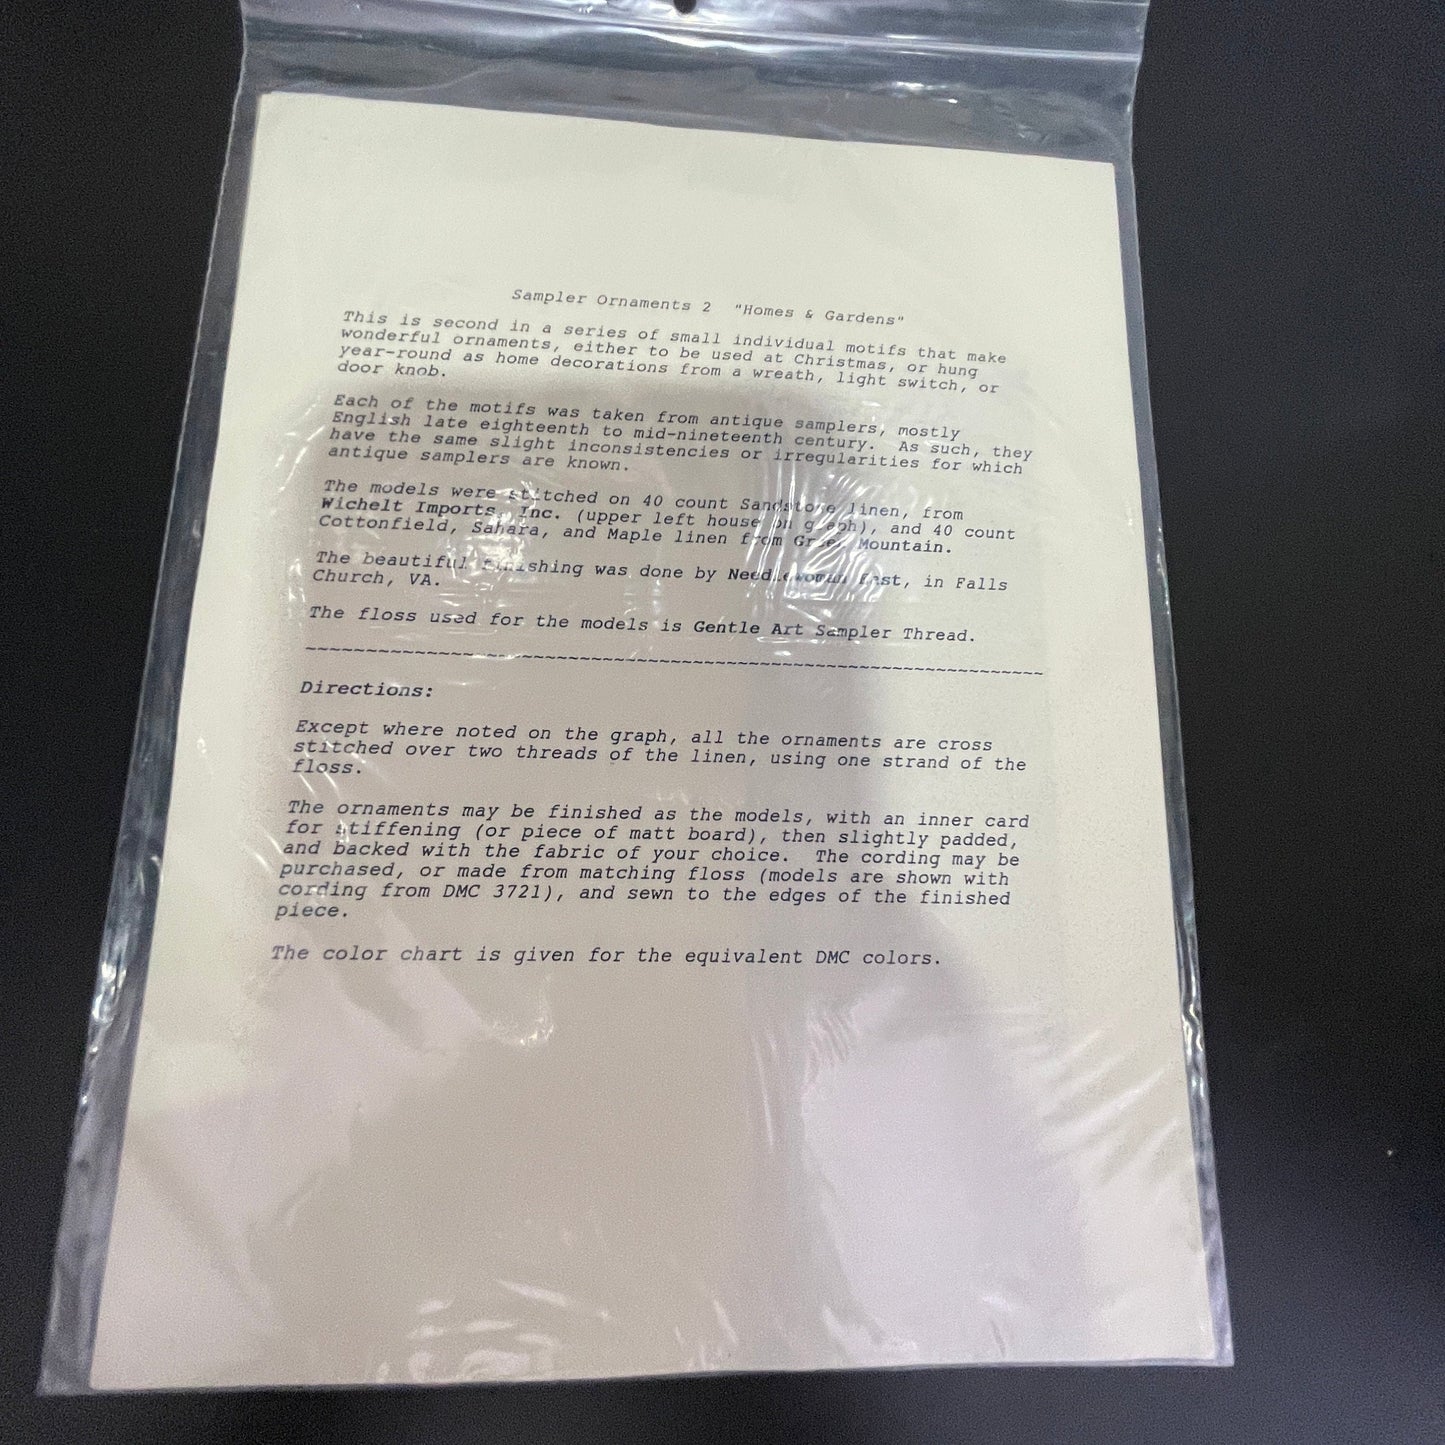 Sampler Ornaments 2 "Homes & Gardens"
This is second in a series of small individual motifs that make
wonderful ornaments, either to be used at Christmas, or hung
year-round as home decorations from a wreath, light switch, or
door knob.
Each of the motifs was taken from antique samplers, mostly
English late eighteenth to mid-nineteenth century. As such, they
have the same slight inconsistencies or irregularities for which
antique samplers are known.
The models were stitched on 40 count Sandstone linen, from
Wichelt Imports, Inc. (upper left house on graph), and 40 count
Cottonfield, Sahara, and Maple linen from Green Mountain.
The beautiful finishing was done by Needlewoman East, in Falls
Church, VA.
The floss used for the models is Gentle Art Sampler Thread.
~~~~~~~~~~~~~~~~~~~~~~~~~~~~~~~~~~~~~~~~~~~~~~~~~~~~~~~~~~~~
Directions:
Except where noted on the graph, all the ornaments are cross
stitched over two threads of the linen, using one strand of the
floss.
The ornaments may be finished as the models, with an inner card
for stiffening (or piece of matt board), then slightly padded,
and backed with the fabric of your choice. The cording may be
purchased, or made from matching floss (models are shown with
cording from DMC 3721), and sewn to the edges of the finished
piece.
The color chart is given for the equivalent DMC colors.